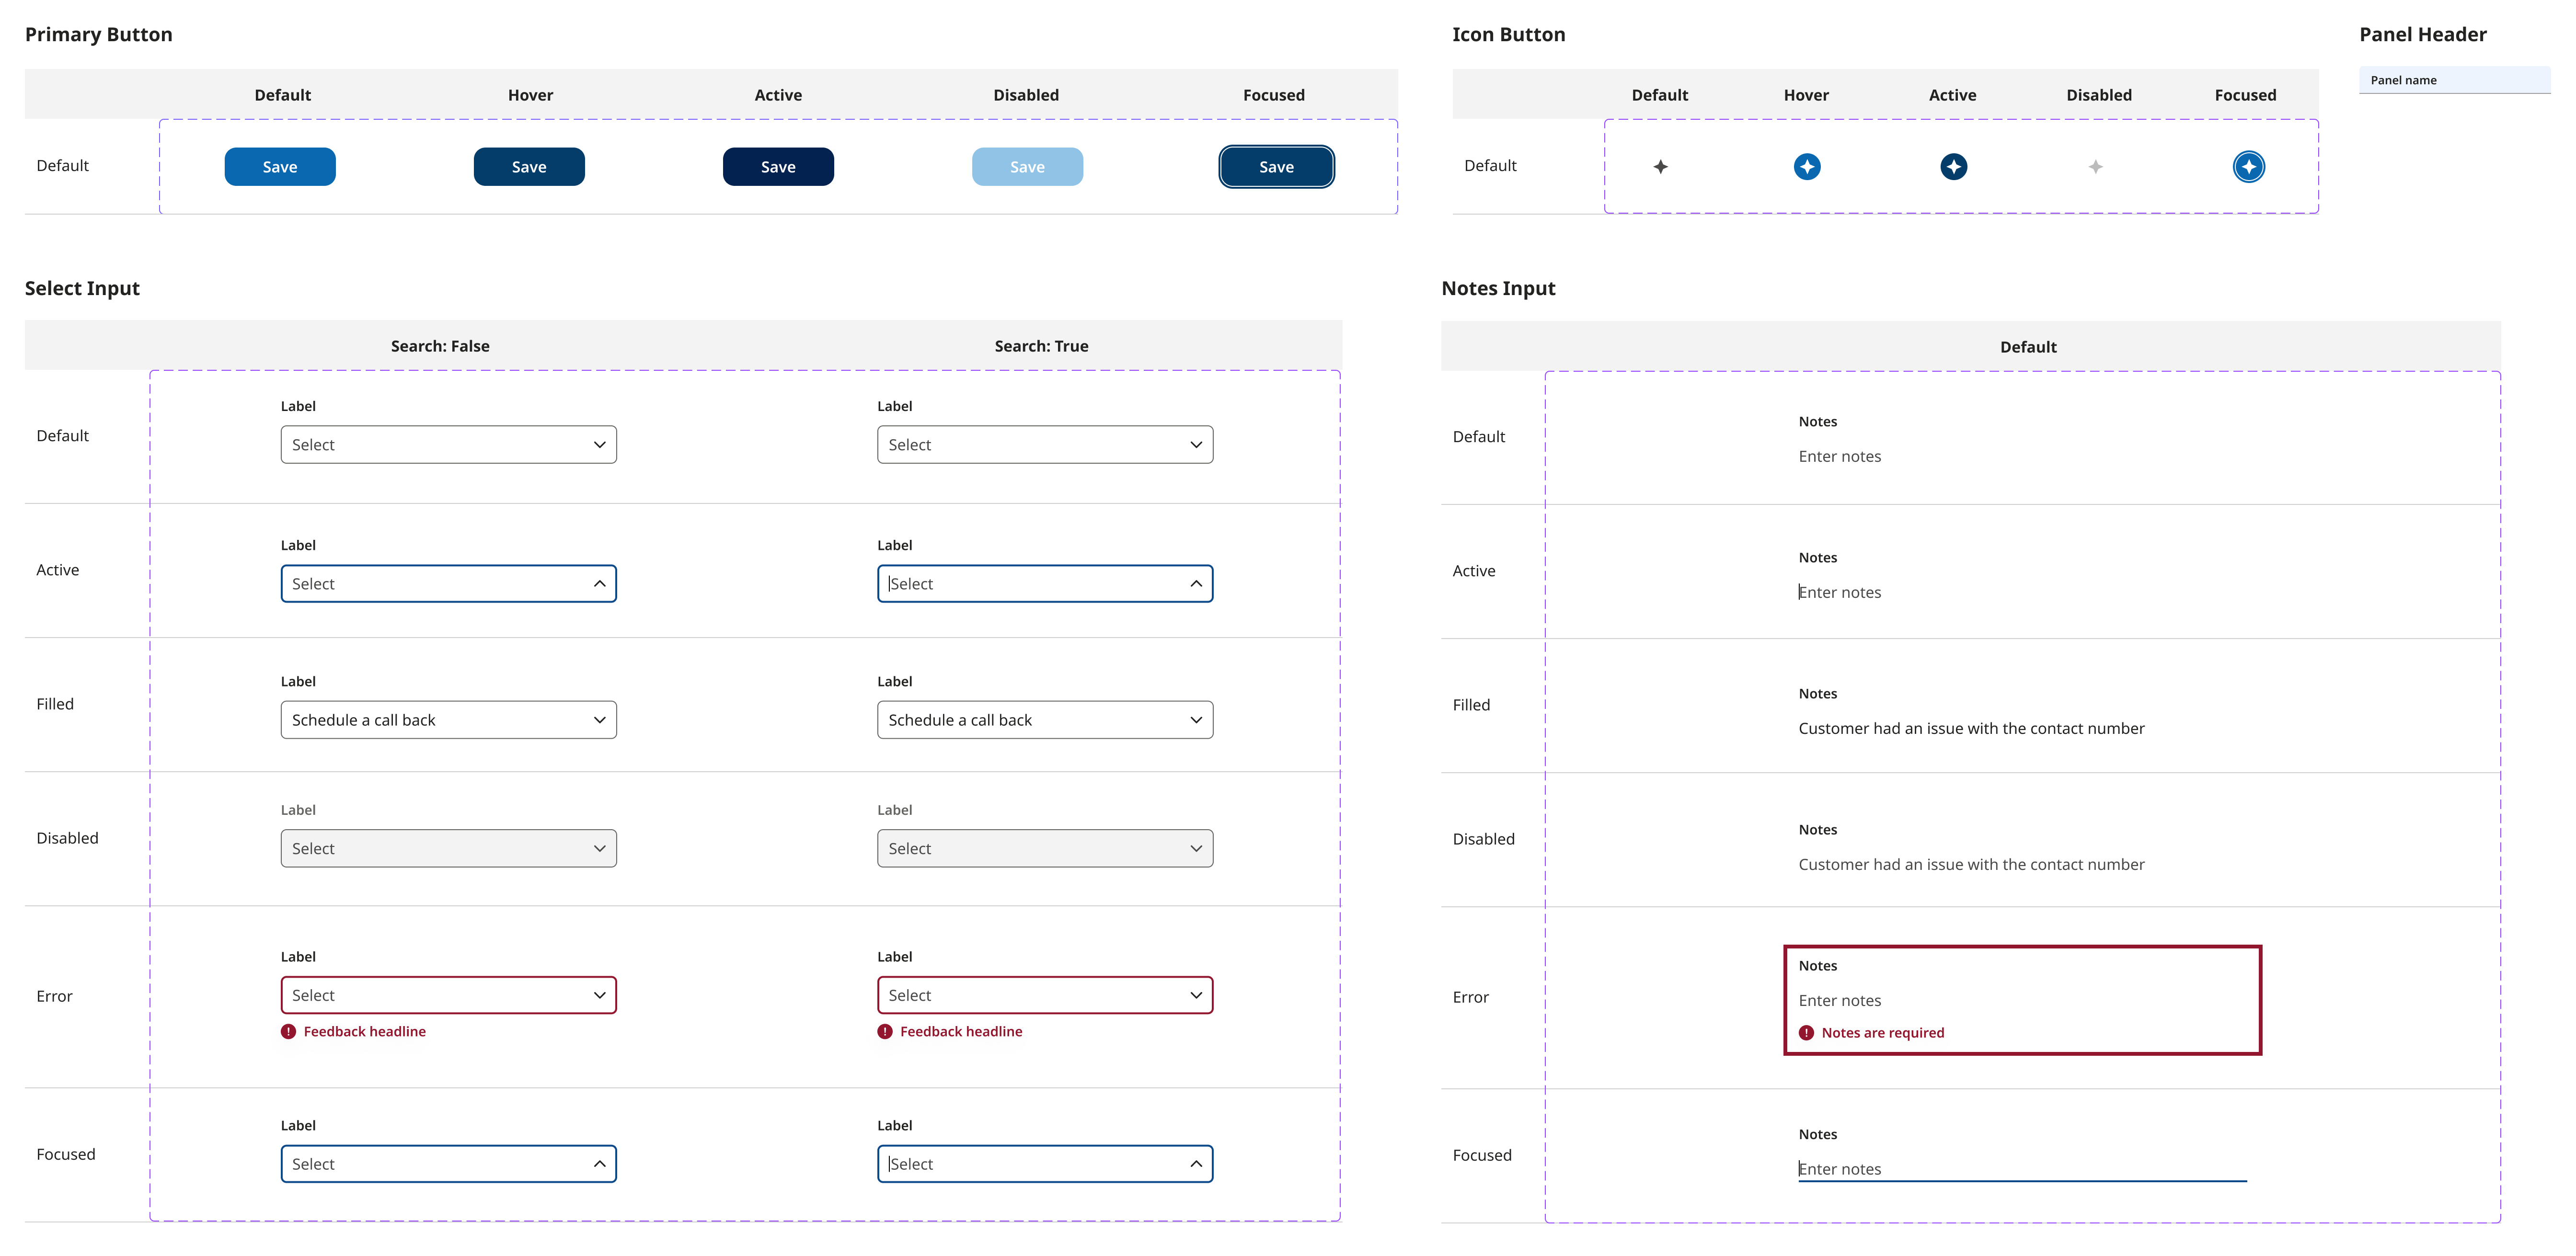 Primary Button
Default Hover Active Disabled Focused
Default Save Save Save Save Save
Icon Button
Default Hover Active Disabled Focused
Default
Panel Header
Panel name
Select Input
Search: False Search: True
Default
Label Label
Select Select
Active
Label Label
Select Select
Filled
Label Label
Schedule a call back Schedule a call back
Disabled
Label Label
Select Select
Error
Label Label
Select Select
! Feedback headline ! Feedback headline
Focused
Label Label
Select Select
Notes Input
Default
Default
Notes
Enter notes
Active
Notes
Enter notes
Filled
Notes
Customer had an issue with the contact number
Disabled
Notes
Customer had an issue with the contact number
Error
Notes
Enter notes
! Notes are required
Focused
Notes
Enter notes